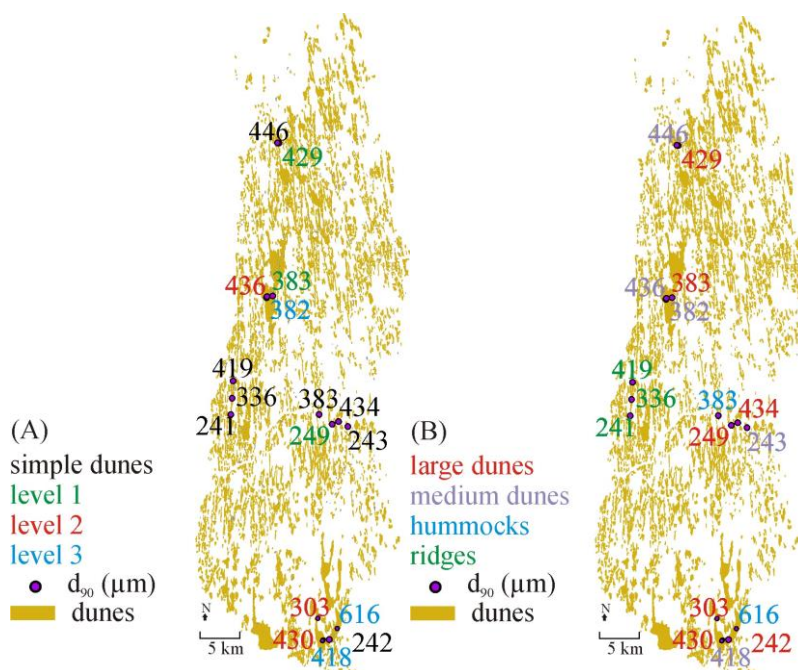 446
429
436 383
382
419
336
241
383
434
249
243
(A)
simple dunes
level 1
level 2
level 3
d₉₀ (µm)
dunes
N
5 km
303
616
430
418
242
446
429
436 383
382
419
336
241
383
434
249
243
(B)
large dunes
medium dunes
hummocks
ridges
d₉₀ (µm)
dunes
N
5 km
303
616
430
418
242